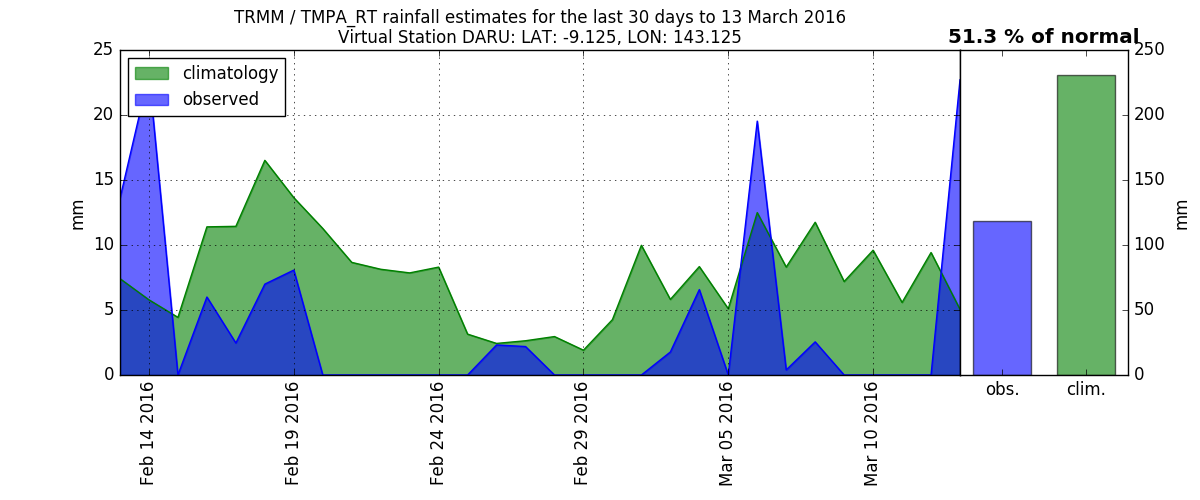 TRMM / TMPA_RT rainfall estimates for the last 30 days to 13 March 2016
Virtual Station DARU: LAT: -9.125, LON: 143.125
51.3 % of normal
climatology
observed
25
20
15
10
5
0
mm
250
200
150
100
50
0
mm
Feb 14 2016
Feb 19 2016
Feb 24 2016
Feb 29 2016
Mar 05 2016
Mar 10 2016
obs.
clim.